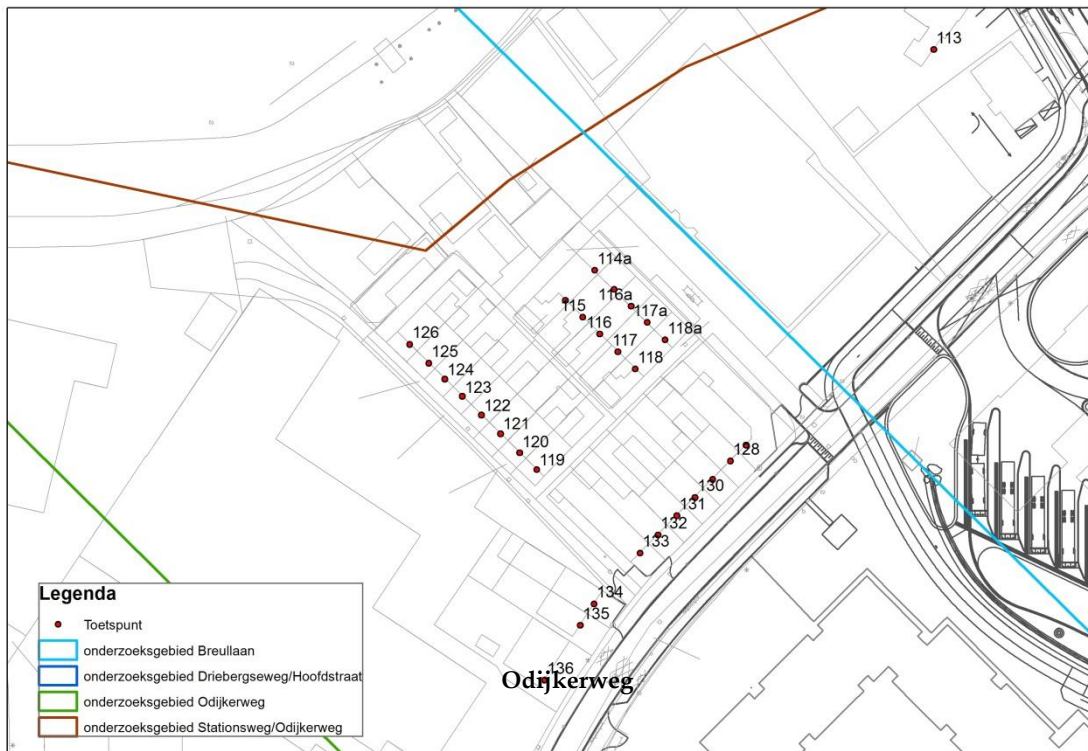 113
114a
116a
115
117a
116
118a
117
118
126
125
124
123
122
121
120
119
128
130
131
132
133
134
135
136
Odijkerweg
Legenda
Toetspunt
onderzoeksgebied Breullaan
onderzoeksgebied Driebergseweg/Hoofdstraat
onderzoeksgebied Odijkerweg
onderzoeksgebied Stationsweg/Odijkerweg